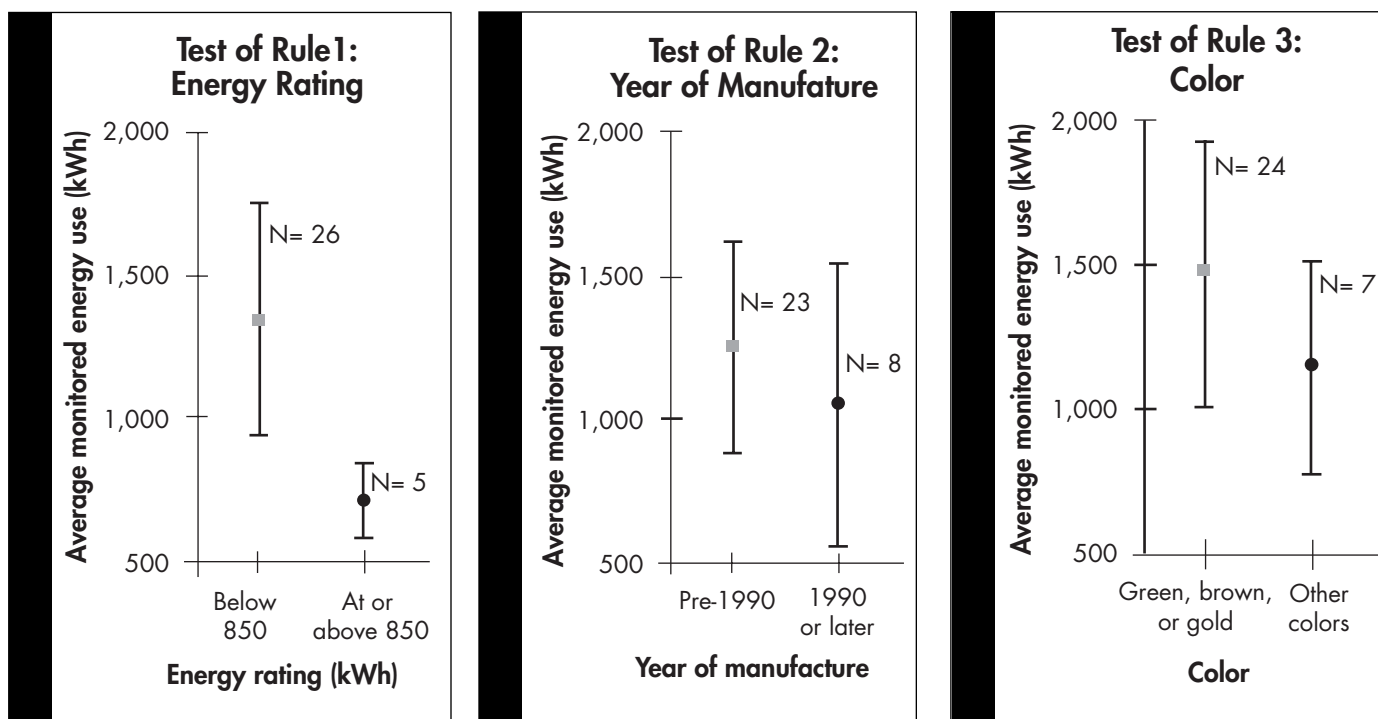 Test of Rule1:
Energy Rating
Average monitored energy use (kWh)
2,000
1,500
1,000
500
N= 26
N= 5
Below
850
At or
above 850
Energy rating (kWh)
Test of Rule 2:
Year of Manufature
Average monitored energy use (kWh)
2,000
1,500
1,000
500
N= 23
N= 8
Pre-1990
1990
or later
Year of manufacture
Test of Rule 3:
Color
Average monitored energy use (kWh)
2,000
1,500
1,000
500
N= 24
N= 7
Green, brown,
or gold
Other
colors
Color